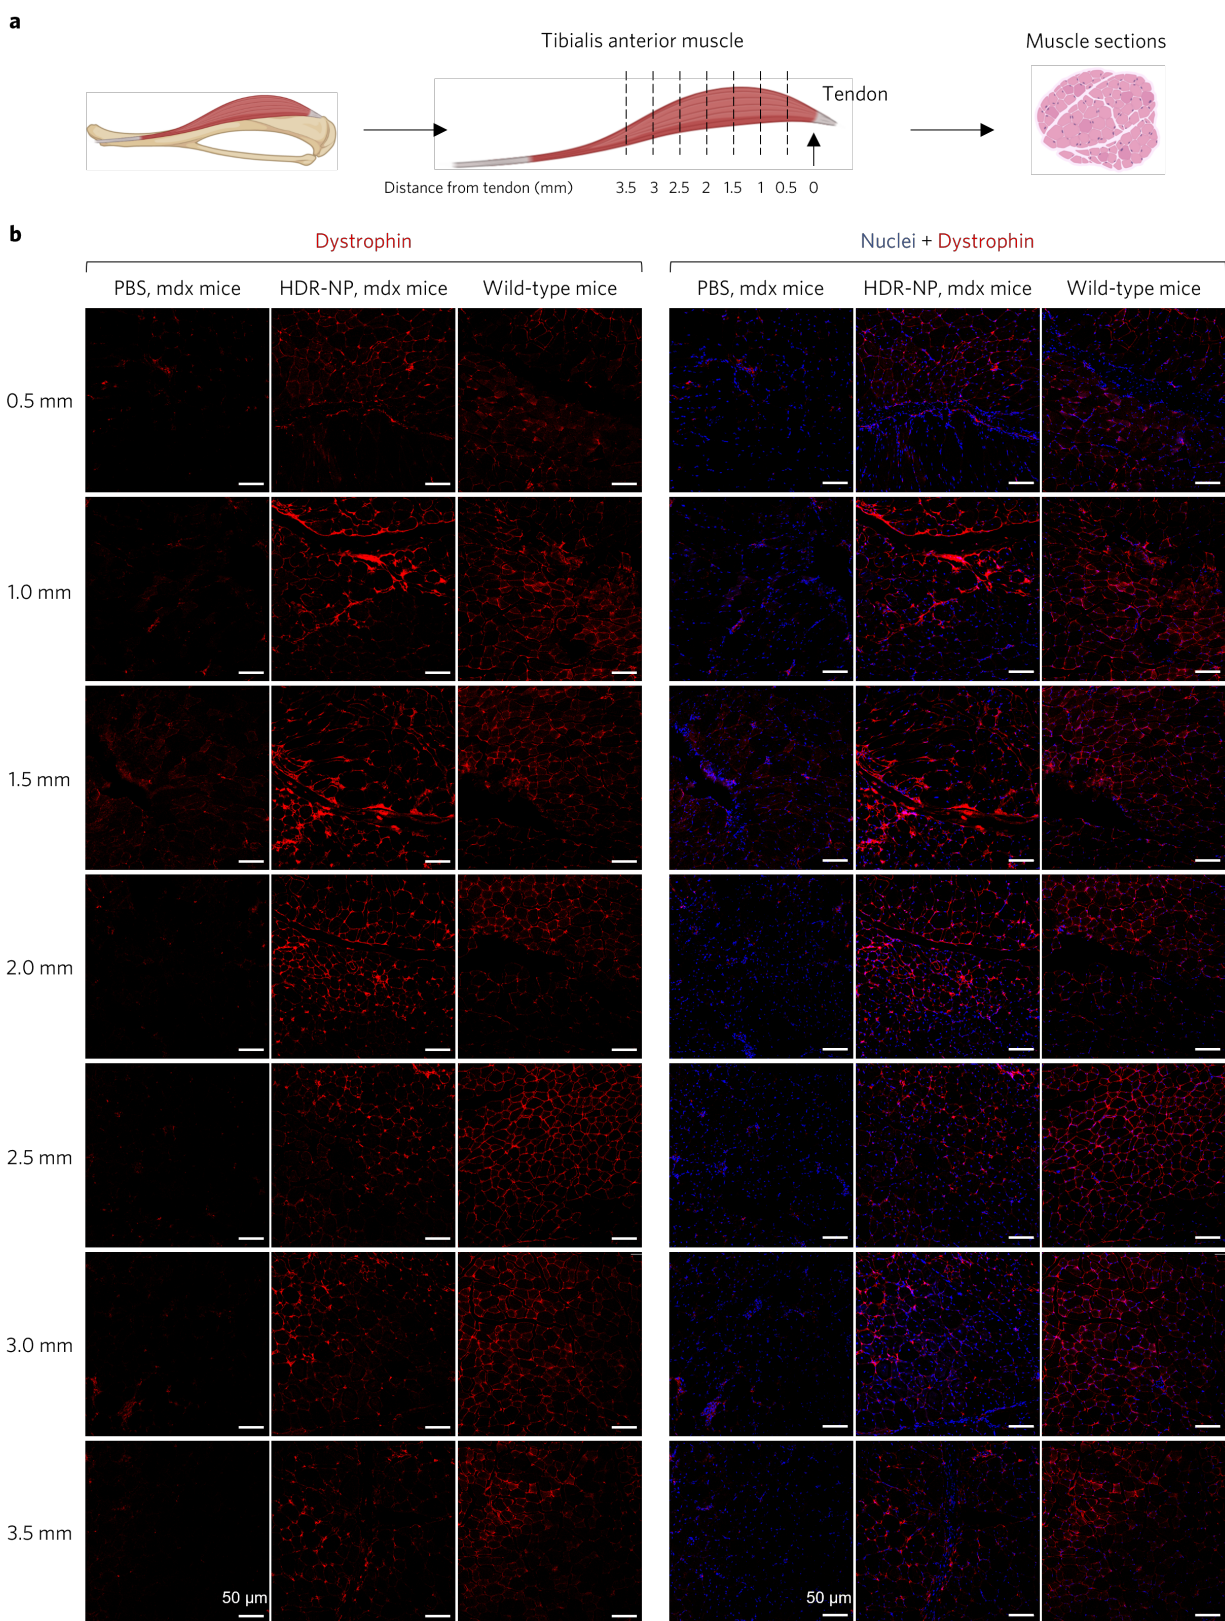 a
Tibialis anterior muscle
Muscle sections
Tendon
Distance from tendon (mm) 3.5 3 2.5 2 1.5 1 0.5 0
b
Dystrophin
Nuclei + Dystrophin
PBS, mdx mice HDR-NP, mdx mice Wild-type mice
PBS, mdx mice HDR-NP, mdx mice Wild-type mice
0.5 mm
1.0 mm
1.5 mm
2.0 mm
2.5 mm
3.0 mm
3.5 mm
50 μm
50 μm